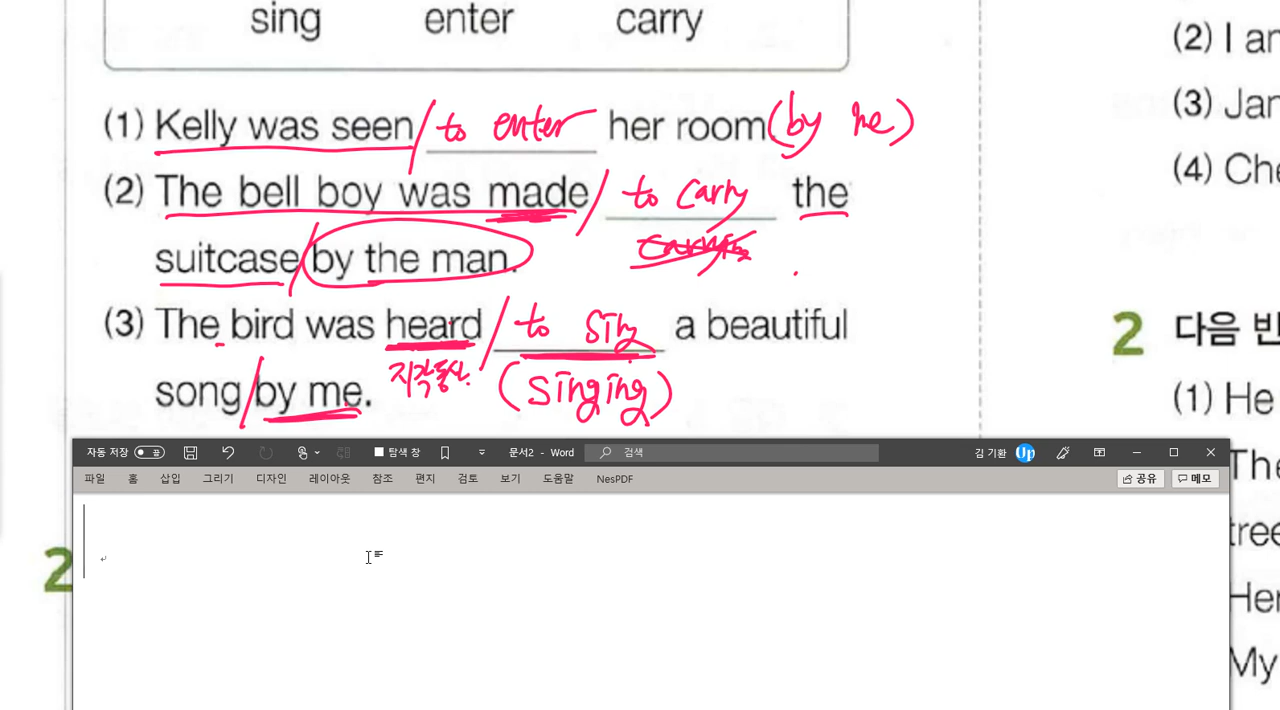 sing enter carry
(1) Kelly was seen / to enter her room (by me)
(2) The bell boy was made / to carry the
suitcase / by the man.
(3) The bird was heard / to sing a beautiful
지각동사. (singing)
song / by me.
(2) I an
(3) Jan
(4) Che
2 다음 빈
(1) He
The
tree
Her
My
2
자동 저장 문서2 - Word 검색 김 기환
탐색 창
파일 홈 삽입 그리기 디자인 레이아웃 참조 편지 검토 보기 도움말 NesPDF 공유 메모